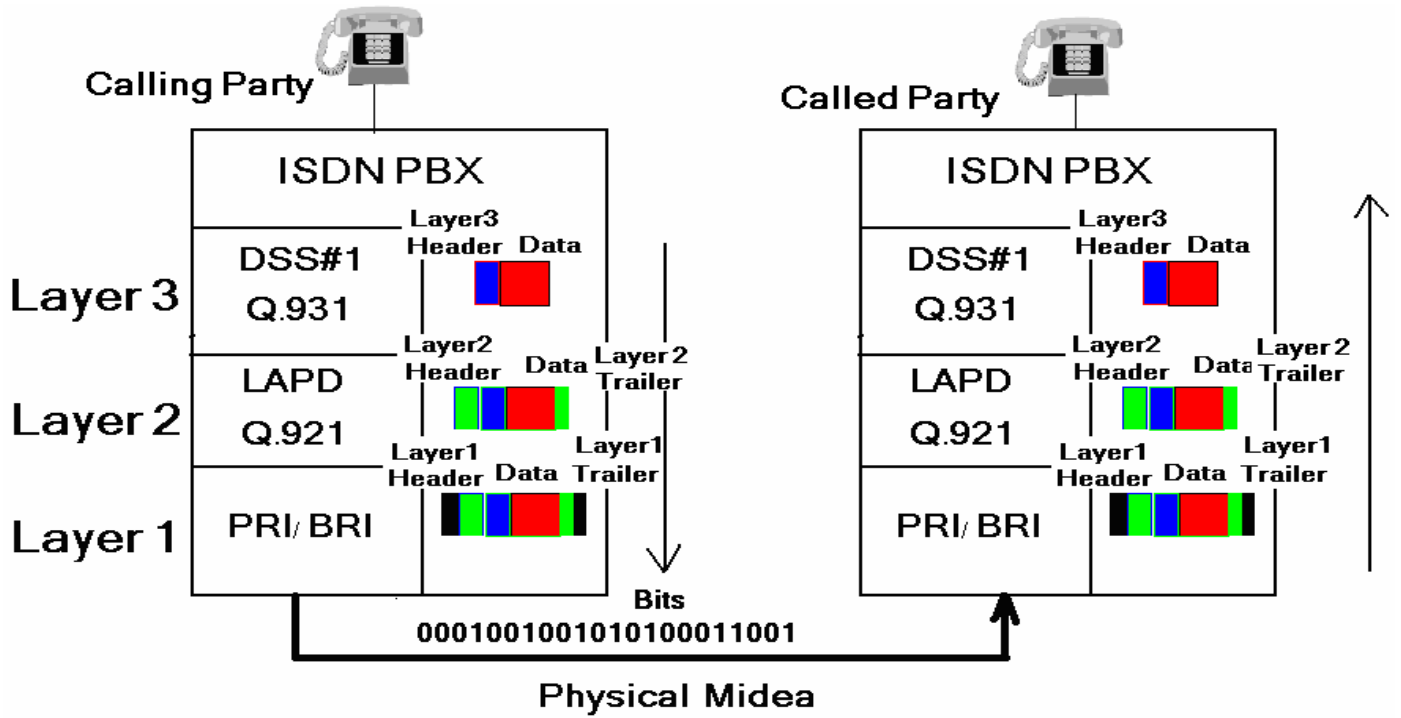 Calling Party
Called Party
ISDN PBX
ISDN PBX
Layer3
Header Data
Layer3
Header Data
Layer 3
DSS#1
Q.931
DSS#1
Q.931
Layer2
Header Data Layer 2
Trailer
Layer2
Header Data Layer 2
Trailer
Layer 2
LAPD
Q.921
LAPD
Q.921
Layer1
Header Data Layer1
Trailer
Layer1
Header Data Layer1
Trailer
Layer 1
PRI/ BRI
PRI/ BRI
Bits
0001001001010100011001
Physical Midea